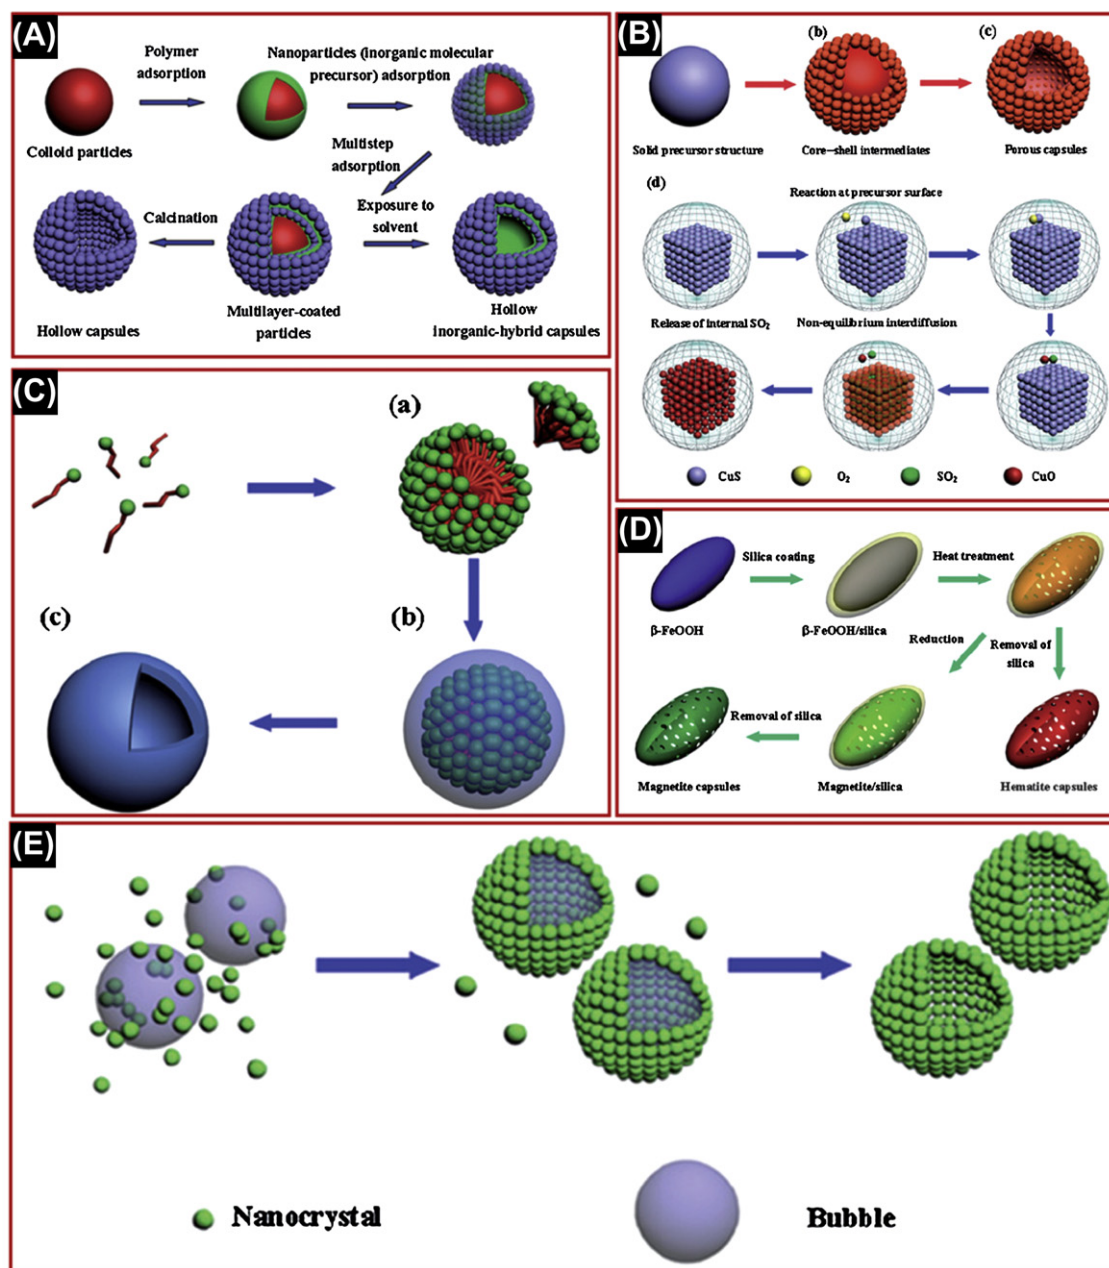 (A)
Polymer
adsorption
Nanoparticles (inorganic molecular
precursor) adsorption
Colloid particles
Multistep
adsorption
Calcination
Exposure to
solvent
Hollow capsules
Multilayer-coated
particles
Hollow
inorganic-hybrid capsules
(B)
(b)
(c)
Solid precursor structure
Core–shell intermediates
Porous capsules
(d)
Reaction at precursor surface
Release of internal SO₂
Non-equilibrium interdiffusion
CuS
O₂
SO₂
CuO
(C)
(a)
(c)
(b)
(D)
Silica coating
Heat treatment
β-FeOOH
β-FeOOH/silica
Reduction
Removal of
silica
Removal of silica
Magnetite capsules
Magnetite/silica
Hematite capsules
(E)
Nanocrystal
Bubble